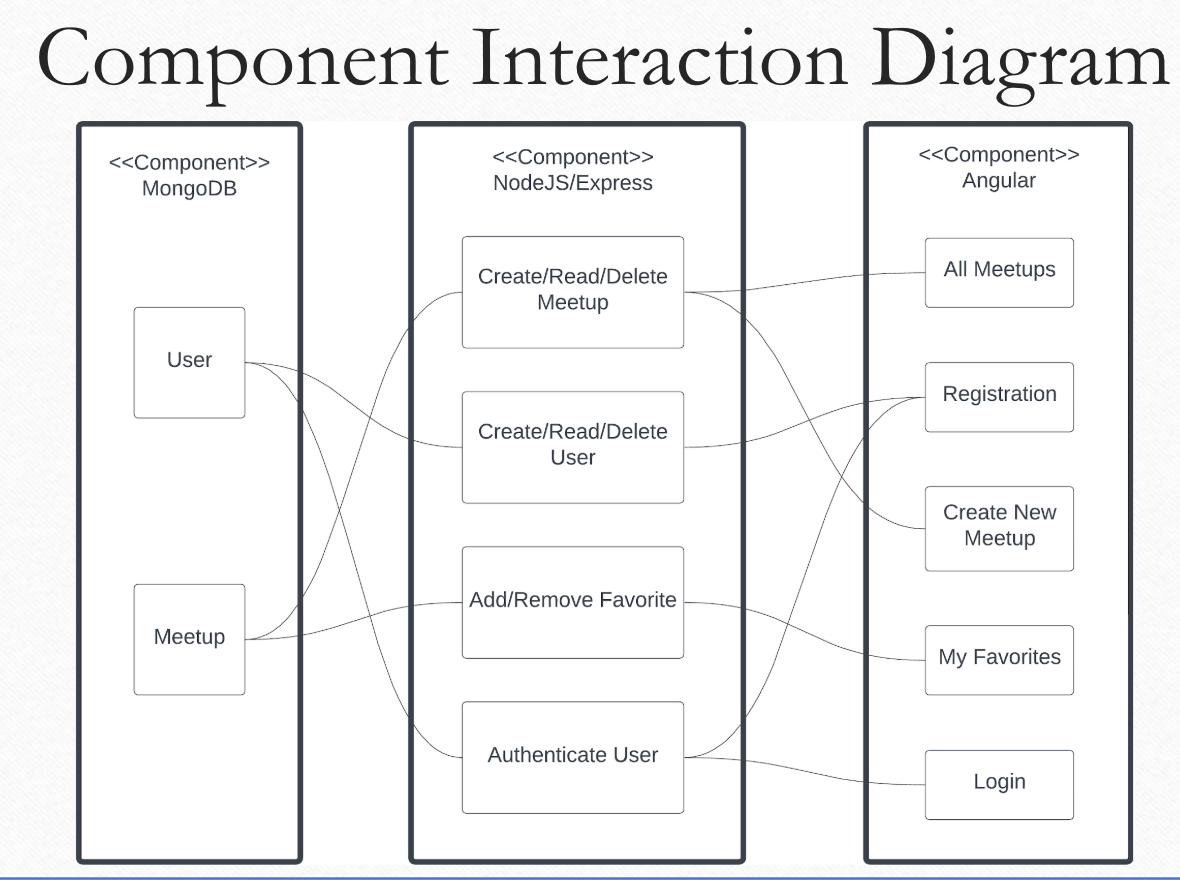 Component Interaction Diagram
<<Component>>
MongoDB
User
Meetup
<<Component>>
NodeJS/Express
Create/Read/Delete
Meetup
Create/Read/Delete
User
Add/Remove Favorite
Authenticate User
<<Component>>
Angular
All Meetups
Registration
Create New
Meetup
My Favorites
Login